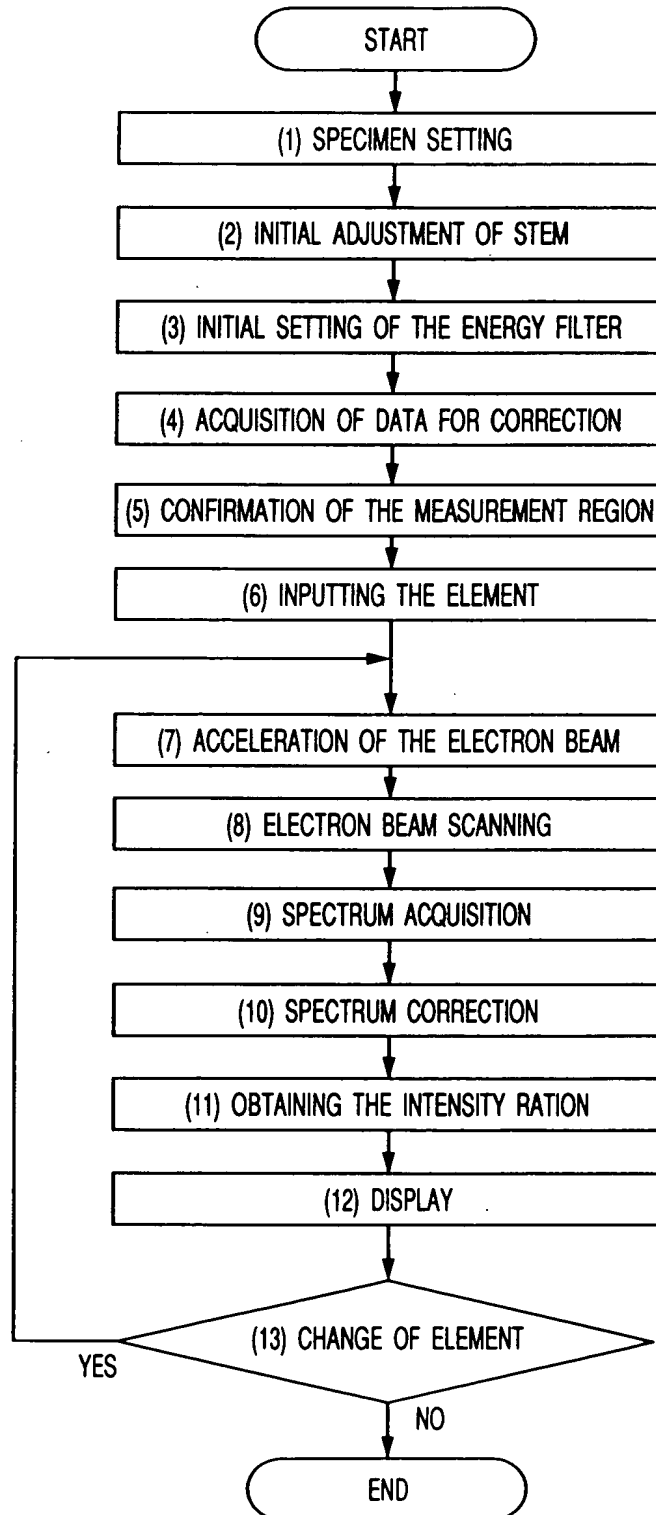 START
(1) SPECIMEN SETTING
(2) INITIAL ADJUSTMENT OF STEM
(3) INITIAL SETTING OF THE ENERGY FILTER
(4) ACQUISITION OF DATA FOR CORRECTION
(5) CONFIRMATION OF THE MEASUREMENT REGION
(6) INPUTTING THE ELEMENT
(7) ACCELERATION OF THE ELECTRON BEAM
(8) ELECTRON BEAM SCANNING
(9) SPECTRUM ACQUISITION
(10) SPECTRUM CORRECTION
(11) OBTAINING THE INTENSITY RATION
(12) DISPLAY
(13) CHANGE OF ELEMENT
YES
NO
END